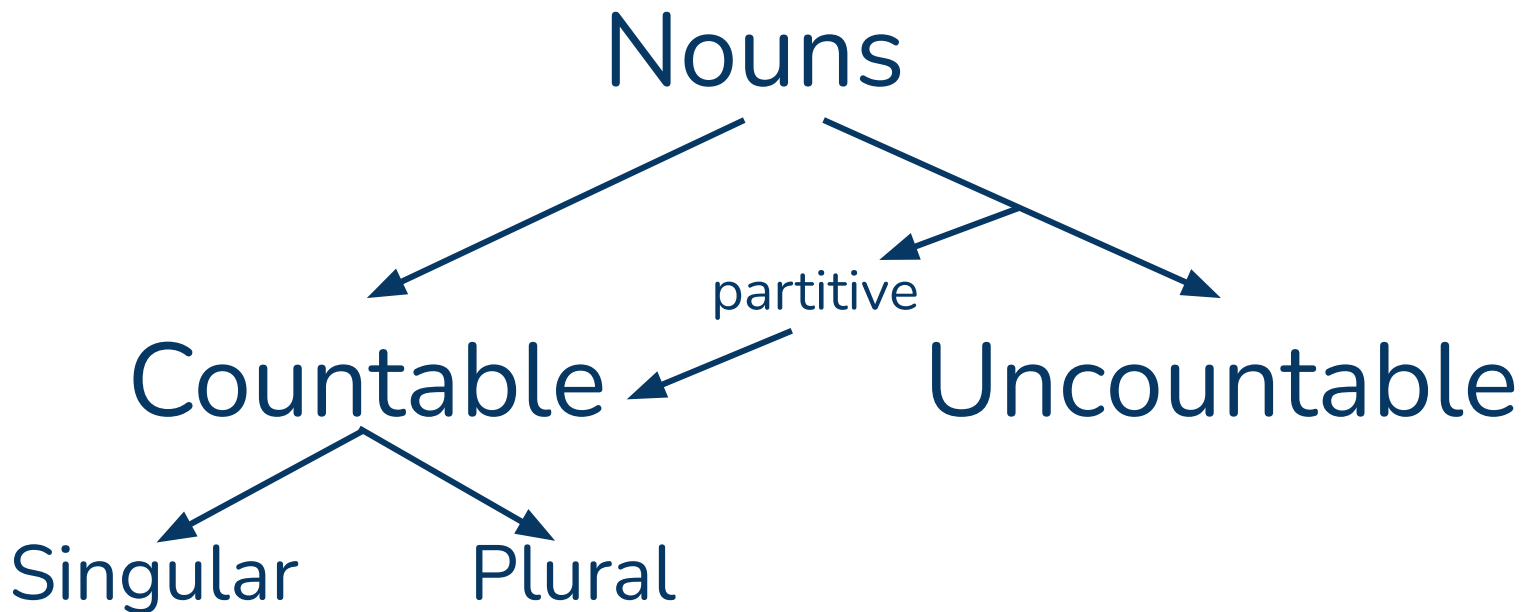 Nouns
partitive
Countable
Uncountable
Singular
Plural